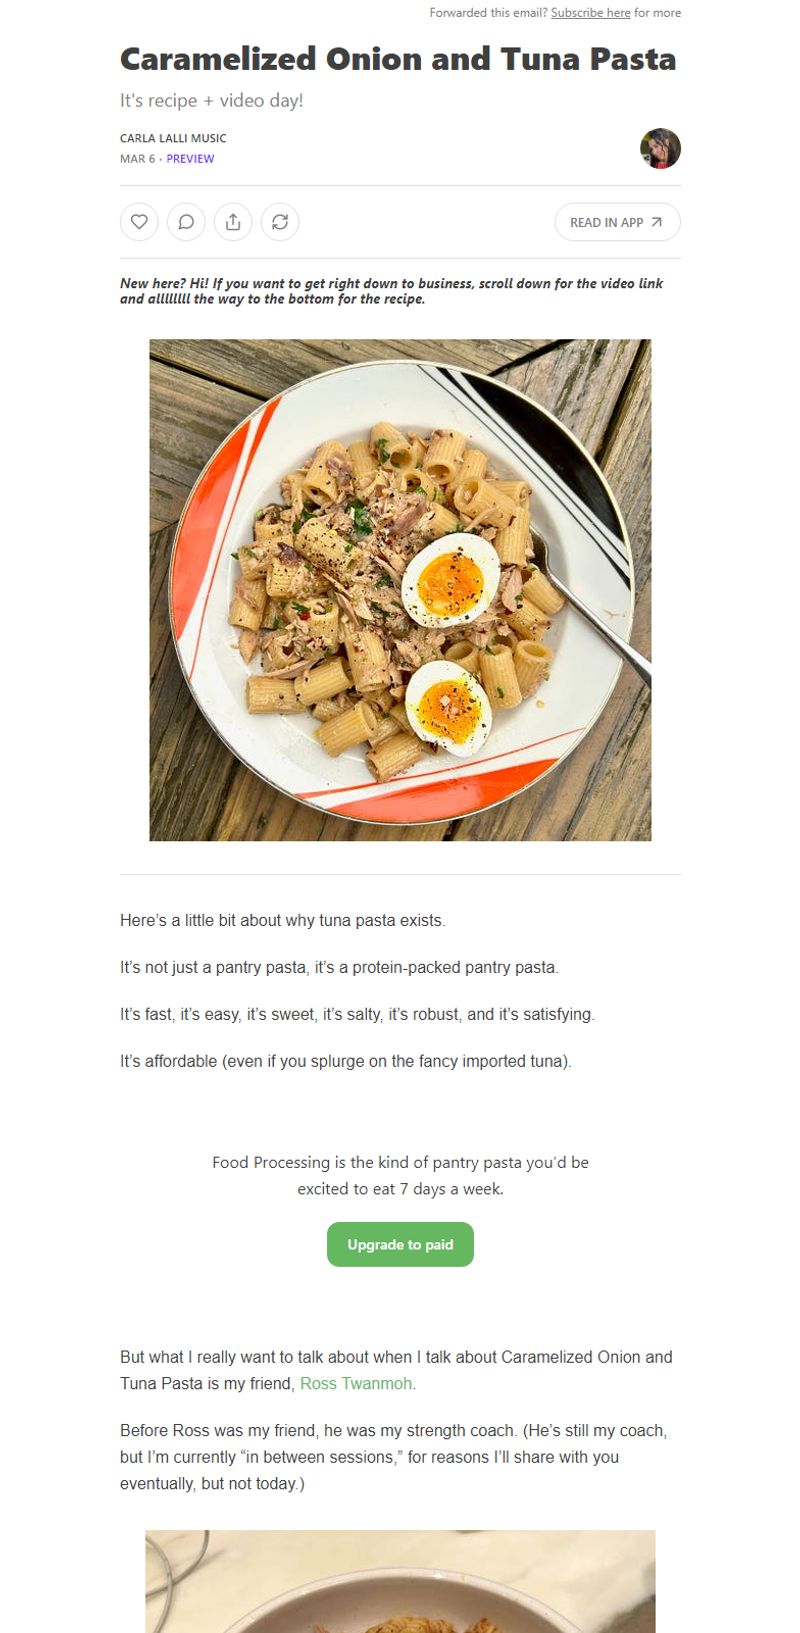 Forwarded this email? Subscribe here for more
Caramelized Onion and Tuna Pasta
It's recipe + video day!
CARLA LALLI MUSIC
MAR 6 · PREVIEW
READ IN APP
New here? Hi! If you want to get right down to business, scroll down for the video link
and allllllll the way to the bottom for the recipe.
Here’s a little bit about why tuna pasta exists.
It’s not just a pantry pasta, it’s a protein-packed pantry pasta.
It’s fast, it’s easy, it’s sweet, it’s salty, it’s robust, and it’s satisfying.
It’s affordable (even if you splurge on the fancy imported tuna).
Food Processing is the kind of pantry pasta you’d be
excited to eat 7 days a week.
Upgrade to paid
But what I really want to talk about when I talk about Caramelized Onion and
Tuna Pasta is my friend, Ross Twanmoh.
Before Ross was my friend, he was my strength coach. (He’s still my coach,
but I’m currently “in between sessions,” for reasons I’ll share with you
eventually, but not today.)